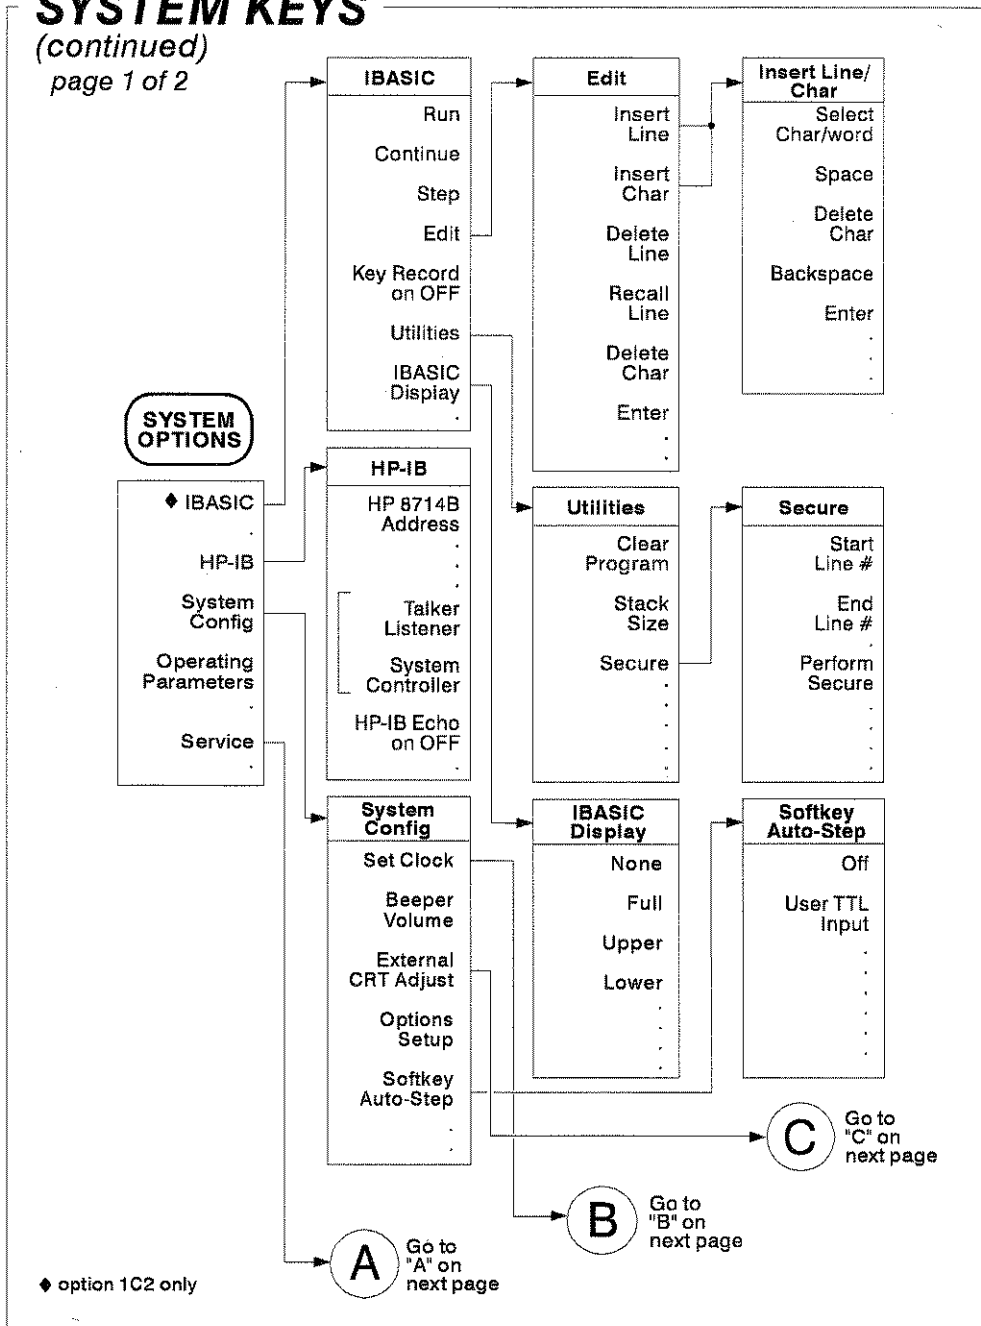 SYSTEM KEYS
(continued)
page 1 of 2
SYSTEM
OPTIONS
♦ IBASIC
HP-IB
System
Config
Operating
Parameters
Service
IBASIC
Run
Continue
Step
Edit
Key Record
on OFF
Utilities
IBASIC
Display
HP-IB
HP 8714B
Address
Talker
Listener
System
Controller
HP-IB Echo
on OFF
System
Config
Set Clock
Beeper
Volume
External
CRT Adjust
Options
Setup
Softkey
Auto-Step
Edit
Insert
Line
Insert
Char
Delete
Line
Recall
Line
Delete
Char
Enter
Utilities
Clear
Program
Stack
Size
Secure
IBASIC
Display
None
Full
Upper
Lower
Insert Line/
Char
Select
Char/word
Space
Delete
Char
Backspace
Enter
Secure
Start
Line #
End
Line #
Perform
Secure
Softkey
Auto-Step
Off
User TTL
Input
C
Go to
"C" on
next page
B
Go to
"B" on
next page
A
Go to
"A" on
next page
♦ option 1C2 only